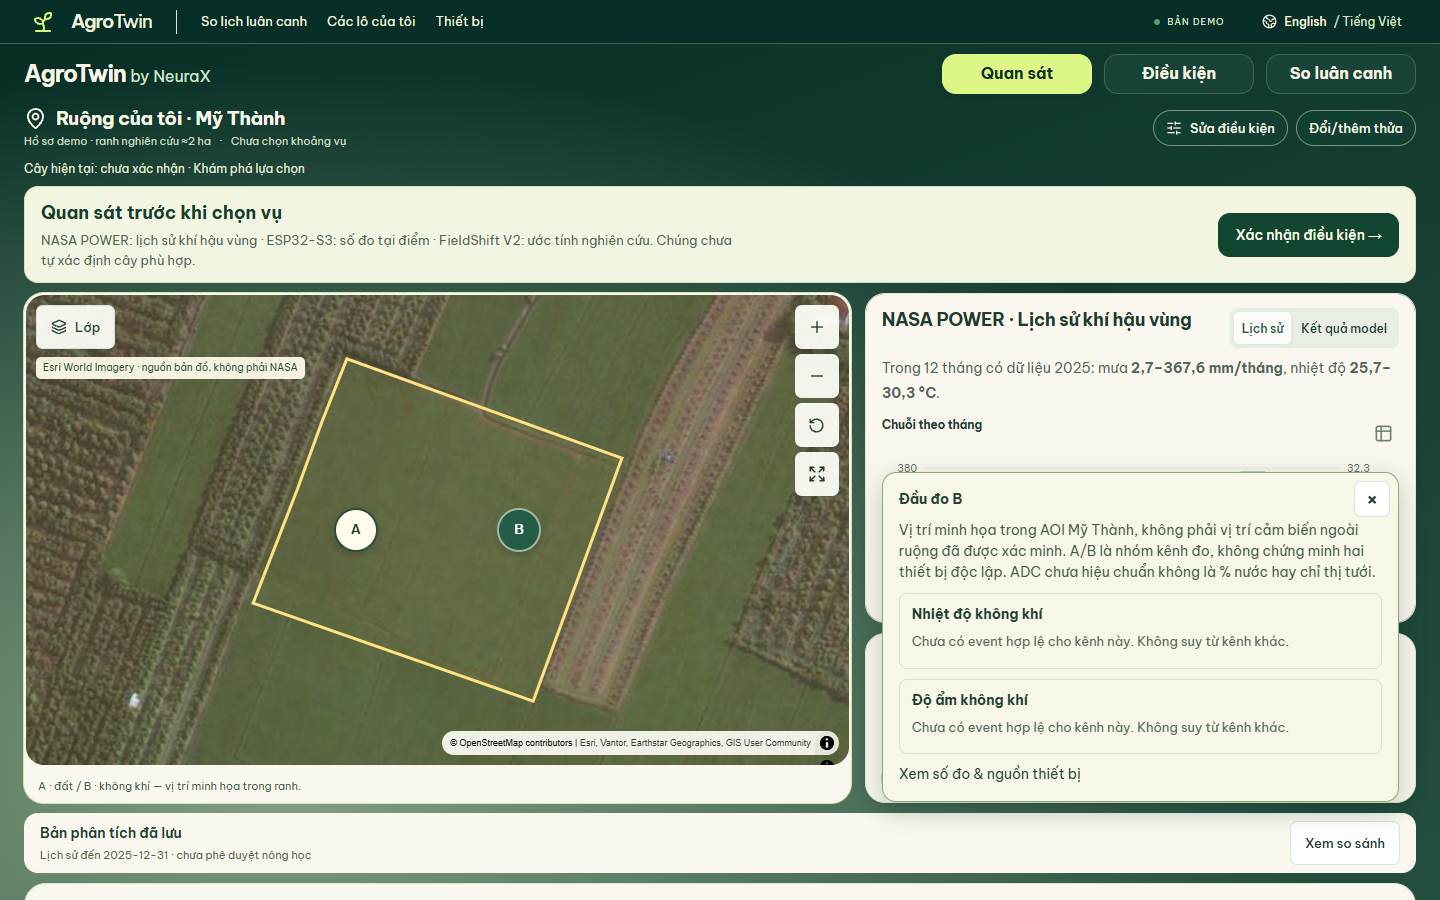 AgroTwin
So lịch luân canh
Các lô của tôi
Thiết bị
BẢN DEMO
English / Tiếng Việt
AgroTwin by NeuraX
Quan sát
Điều kiện
So luân canh
Ruộng của tôi · Mỹ Thành
Hồ sơ demo · ranh nghiên cứu ≈2 ha · Chưa chọn khoảng vụ
Sửa điều kiện
Đổi/thêm thửa
Cây hiện tại: chưa xác nhận · Khám phá lựa chọn
Quan sát trước khi chọn vụ
NASA POWER: lịch sử khí hậu vùng · ESP32-S3: số đo tại điểm · FieldShift V2: ước tính nghiên cứu. Chúng chưa
tự xác định cây phù hợp.
Xác nhận điều kiện →
Lớp
Esri World Imagery · nguồn bản đồ, không phải NASA
A
B
© OpenStreetMap contributors | Esri, Vantor, Earthstar Geographics, GIS User Community
A · đất / B · không khí — vị trí minh họa trong ranh.
NASA POWER · Lịch sử khí hậu vùng
Lịch sử
Kết quả model
Trong 12 tháng có dữ liệu 2025: mưa 2,7–367,6 mm/tháng, nhiệt độ 25,7–
30,3 °C.
Chuỗi theo tháng
380
32.3
Đầu đo B
×
Vị trí minh họa trong AOI Mỹ Thành, không phải vị trí cảm biến ngoài
ruộng đã được xác minh. A/B là nhóm kênh đo, không chứng minh hai
thiết bị độc lập. ADC chưa hiệu chuẩn không là % nước hay chỉ thị tưới.
Nhiệt độ không khí
Chưa có event hợp lệ cho kênh này. Không suy từ kênh khác.
Độ ẩm không khí
Chưa có event hợp lệ cho kênh này. Không suy từ kênh khác.
Xem số đo & nguồn thiết bị
Bản phân tích đã lưu
Lịch sử đến 2025-12-31 · chưa phê duyệt nông học
Xem so sánh